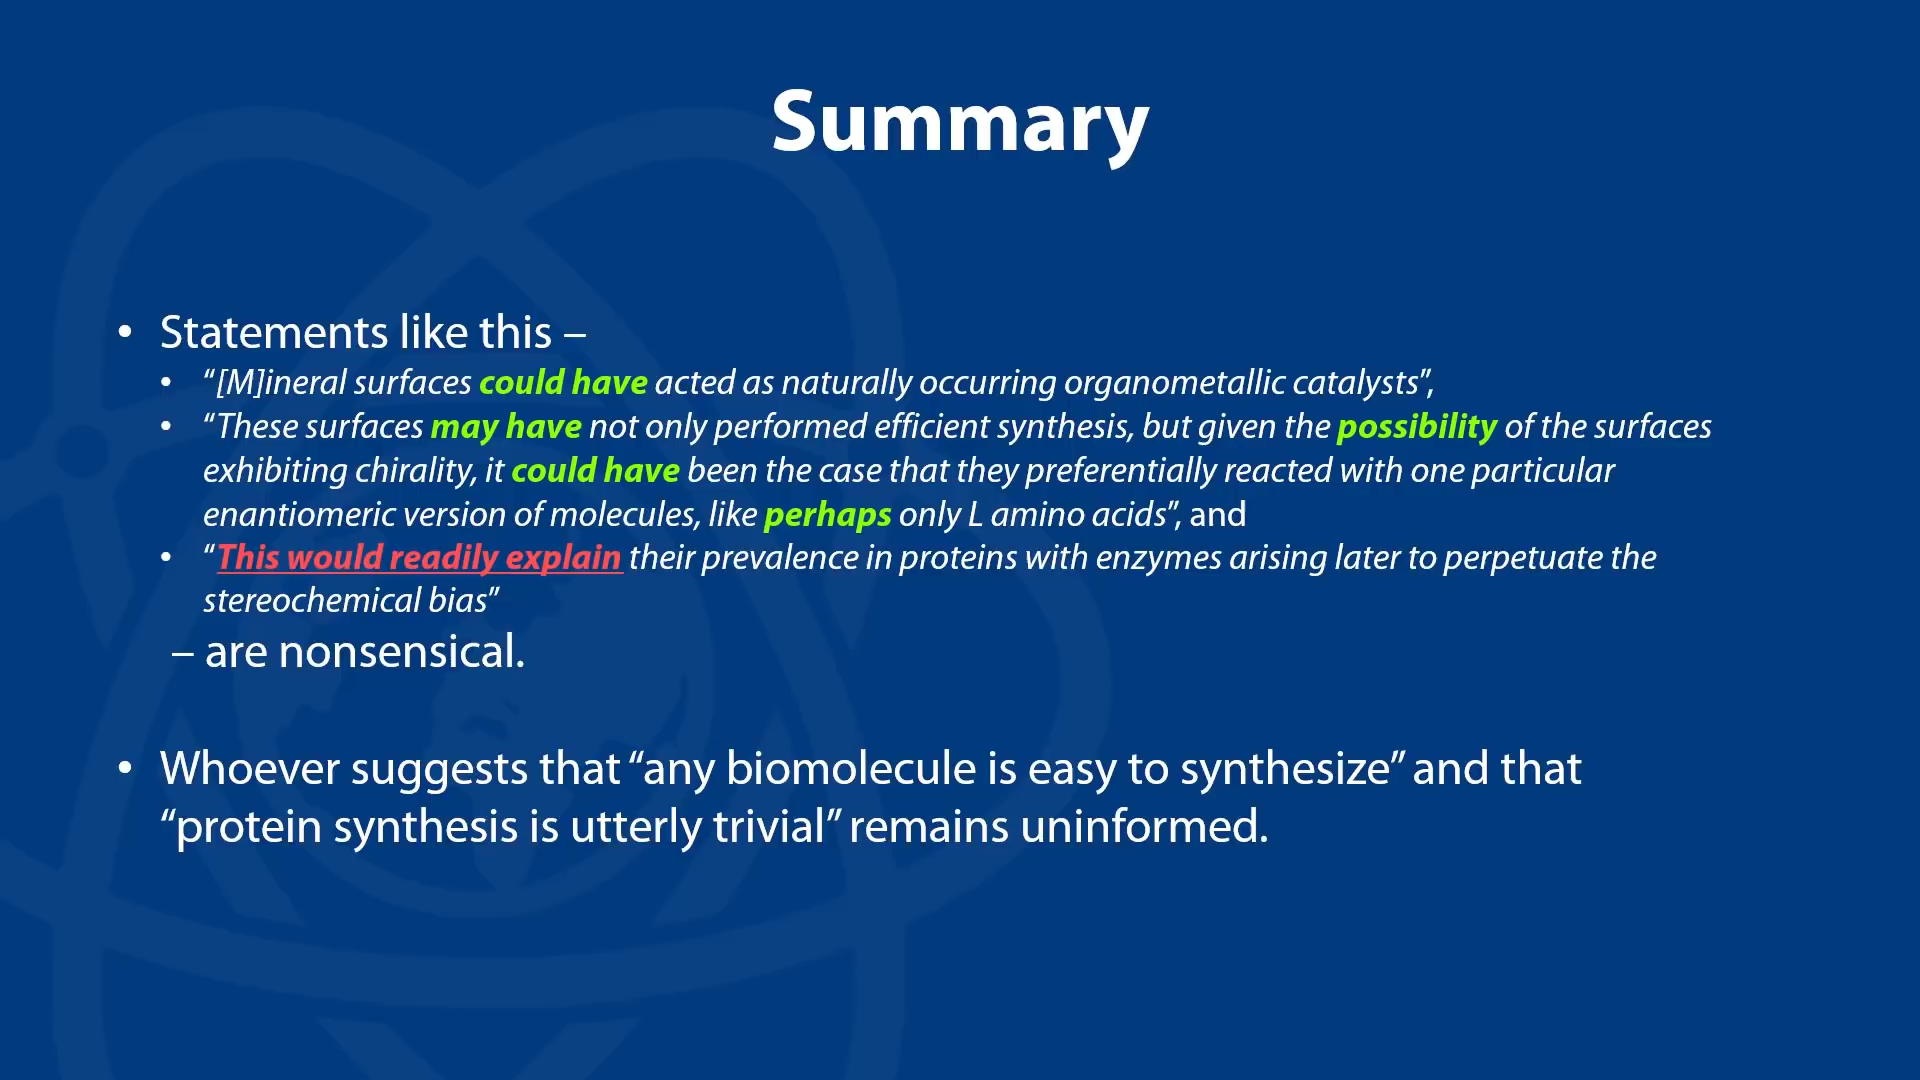 Summary
• Statements like this –
• “[M]ineral surfaces could have acted as naturally occurring organometallic catalysts”,
• “These surfaces may have not only performed efficient synthesis, but given the possibility of the surfaces
exhibiting chirality, it could have been the case that they preferentially reacted with one particular
enantiomeric version of molecules, like perhaps only L amino acids”, and
• “This would readily explain their prevalence in proteins with enzymes arising later to perpetuate the
stereochemical bias”
– are nonsensical.
• Whoever suggests that “any biomolecule is easy to synthesize” and that
“protein synthesis is utterly trivial” remains uninformed.